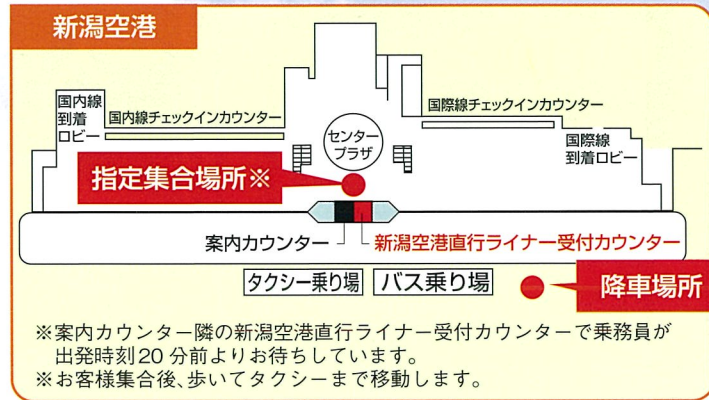 新潟空港
国内線
到着
ロビー
国内線チェックインカウンター
センター
プラザ
国際線チェックインカウンター
国際線
到着ロビー
指定集合場所※
案内カウンター
新潟空港直行ライナー受付カウンター
タクシー乗り場
バス乗り場
降車場所
※案内カウンター隣の新潟空港直行ライナー受付カウンターで乗務員が
出発時刻20分前よりお待ちしています。
※お客様集合後、歩いてタクシーまで移動します。